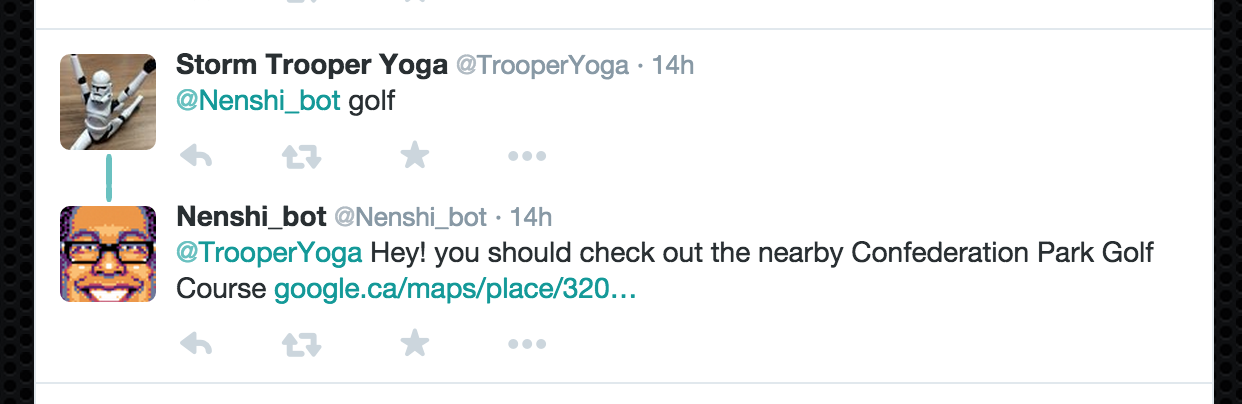 Storm Trooper Yoga @TrooperYoga · 14h
@Nenshi_bot golf
Nenshi_bot @Nenshi_bot · 14h
@TrooperYoga Hey! you should check out the nearby Confederation Park Golf
Course google.ca/maps/place/320…